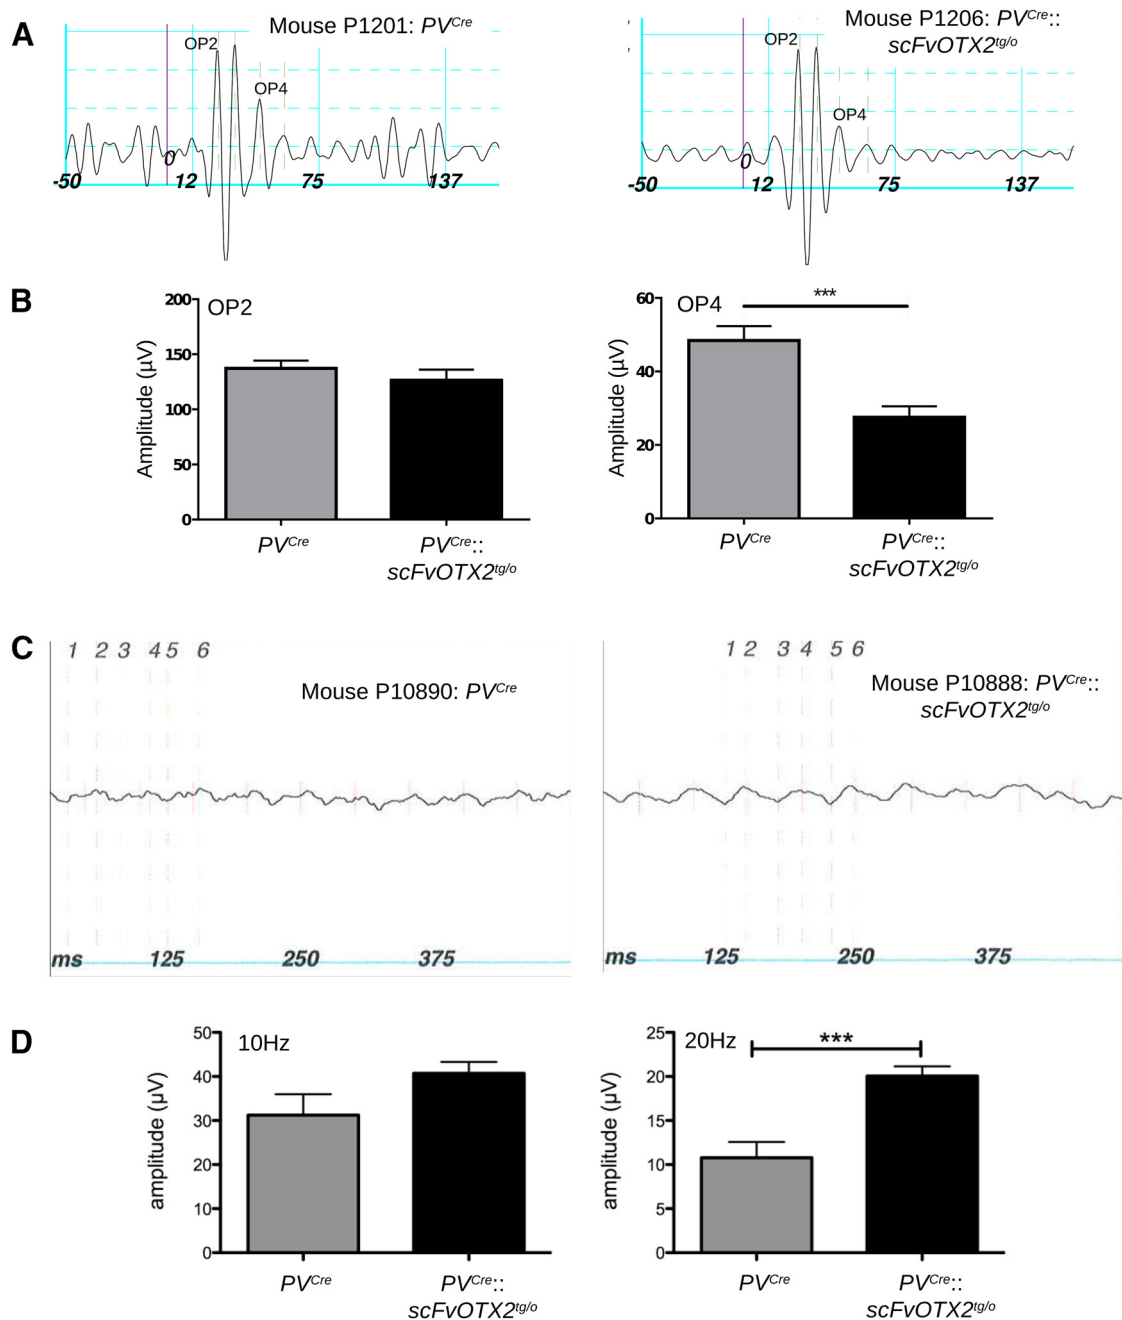 A
Mouse P1201: PVCre
OP2
OP4
0
-50 12 75 137
Mouse P1206: PVCre::
scFvOTX2tg/o
OP2
OP4
0
-50 12 75 137
B
OP2
Amplitude (µV)
200
150
100
50
0
PVCre
PVCre::
scFvOTX2tg/o
OP4
***
Amplitude (µV)
60
40
20
0
PVCre
PVCre::
scFvOTX2tg/o
C
1 2 3 4 5 6
Mouse P10890: PVCre
ms 125 250 375
1 2 3 4 5 6
Mouse P10888: PVCre::
scFvOTX2tg/o
ms 125 250 375
D
10Hz
amplitude (µV)
50
40
30
20
10
0
PVCre
PVCre::
scFvOTX2tg/o
20Hz
***
amplitude (µV)
25
20
15
10
5
0
PVCre
PVCre::
scFvOTX2tg/o